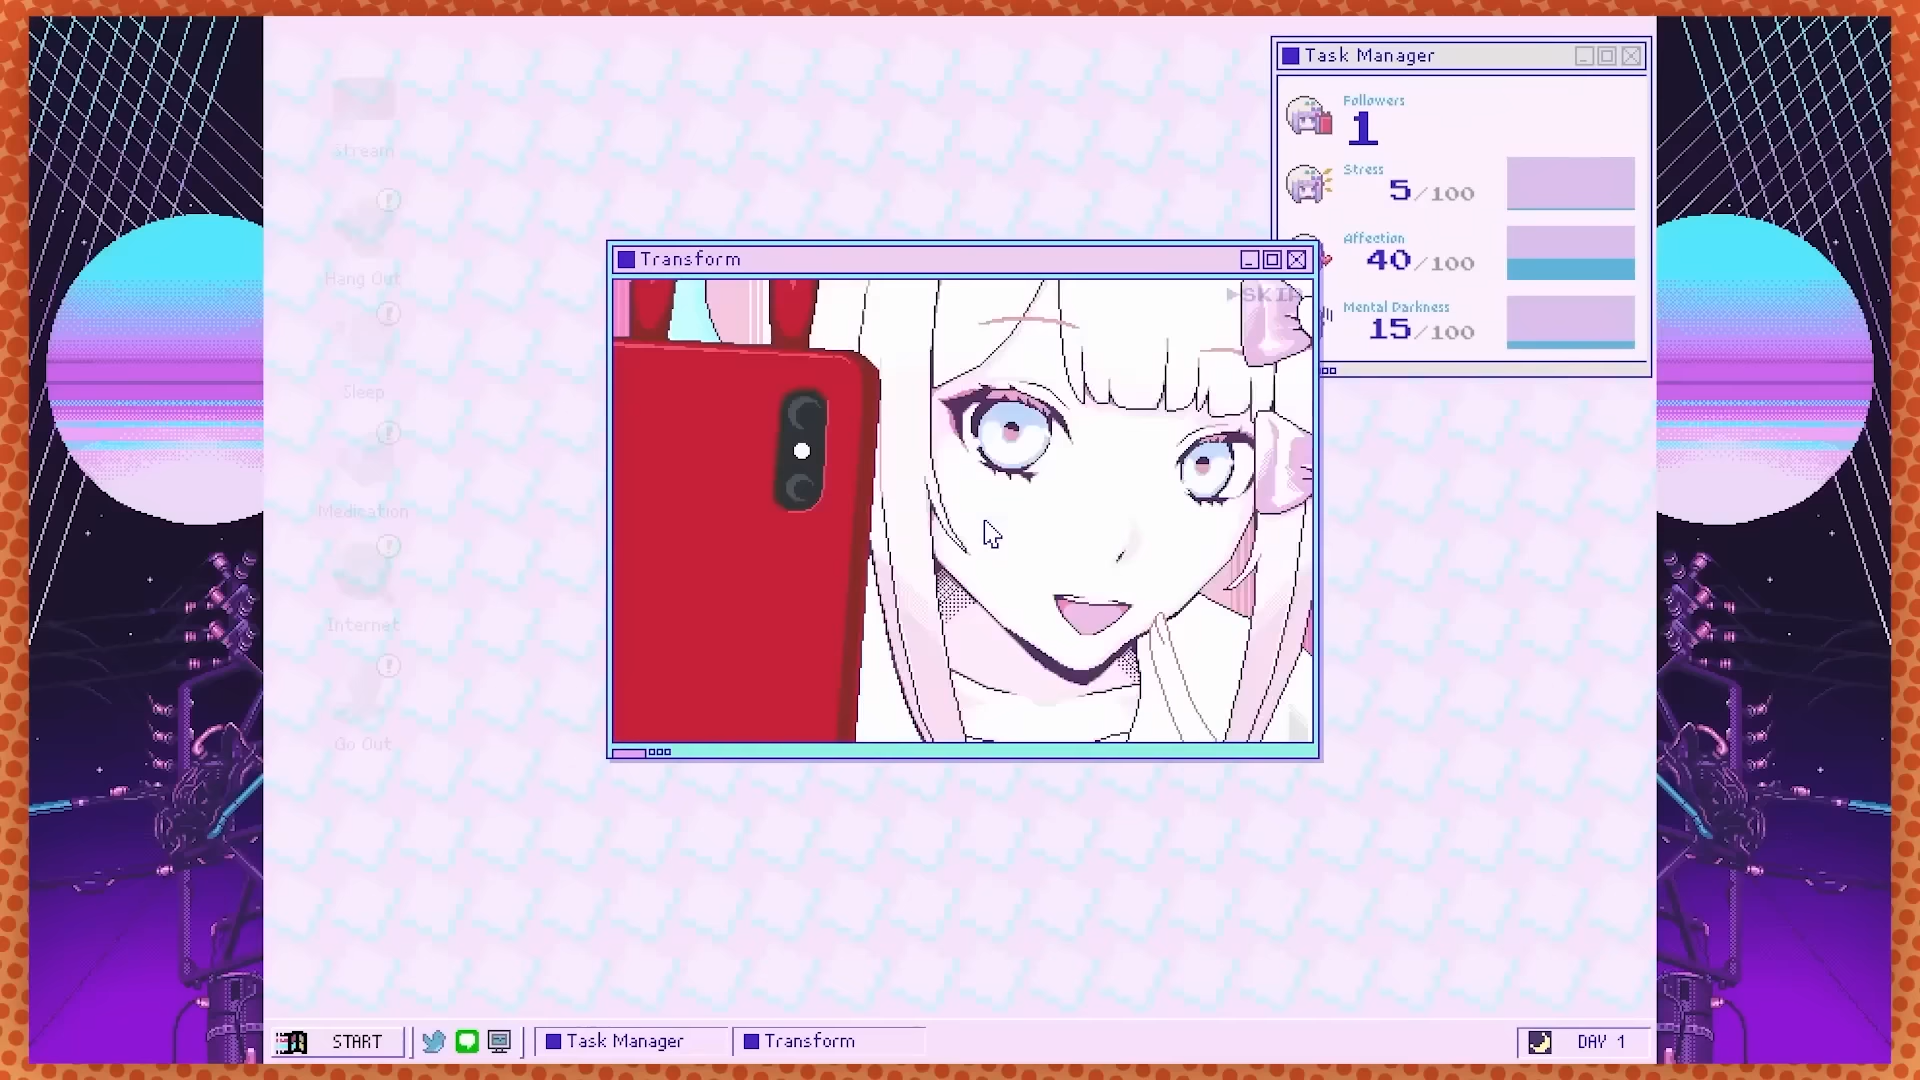 Task Manager
Followers
1
Stress
5/100
Affection
40/100
Mental Darkness
15/100
Stream
Hang Out
Sleep
Medication
Internet
Go Out
Transform
▶SKIP
START
Task Manager
Transform
DAY 1